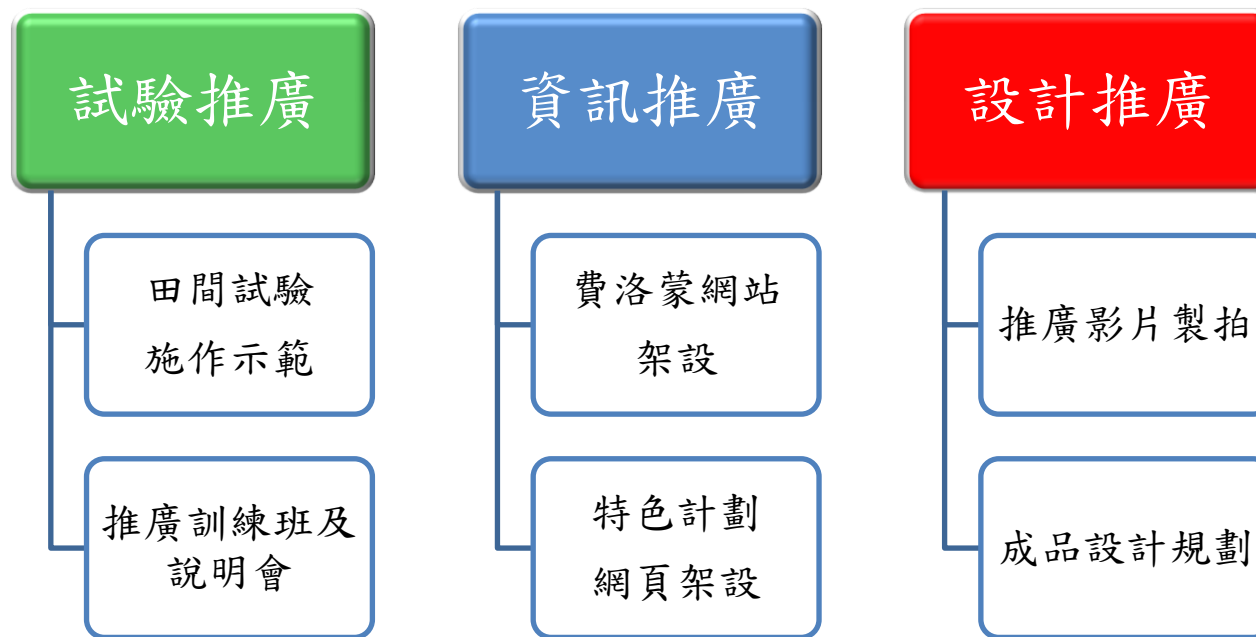 試驗推廣
田間試驗
施作示範
推廣訓練班及
說明會
資訊推廣
費洛蒙網站
架設
特色計劃
網頁架設
設計推廣
推廣影片製拍
成品設計規劃